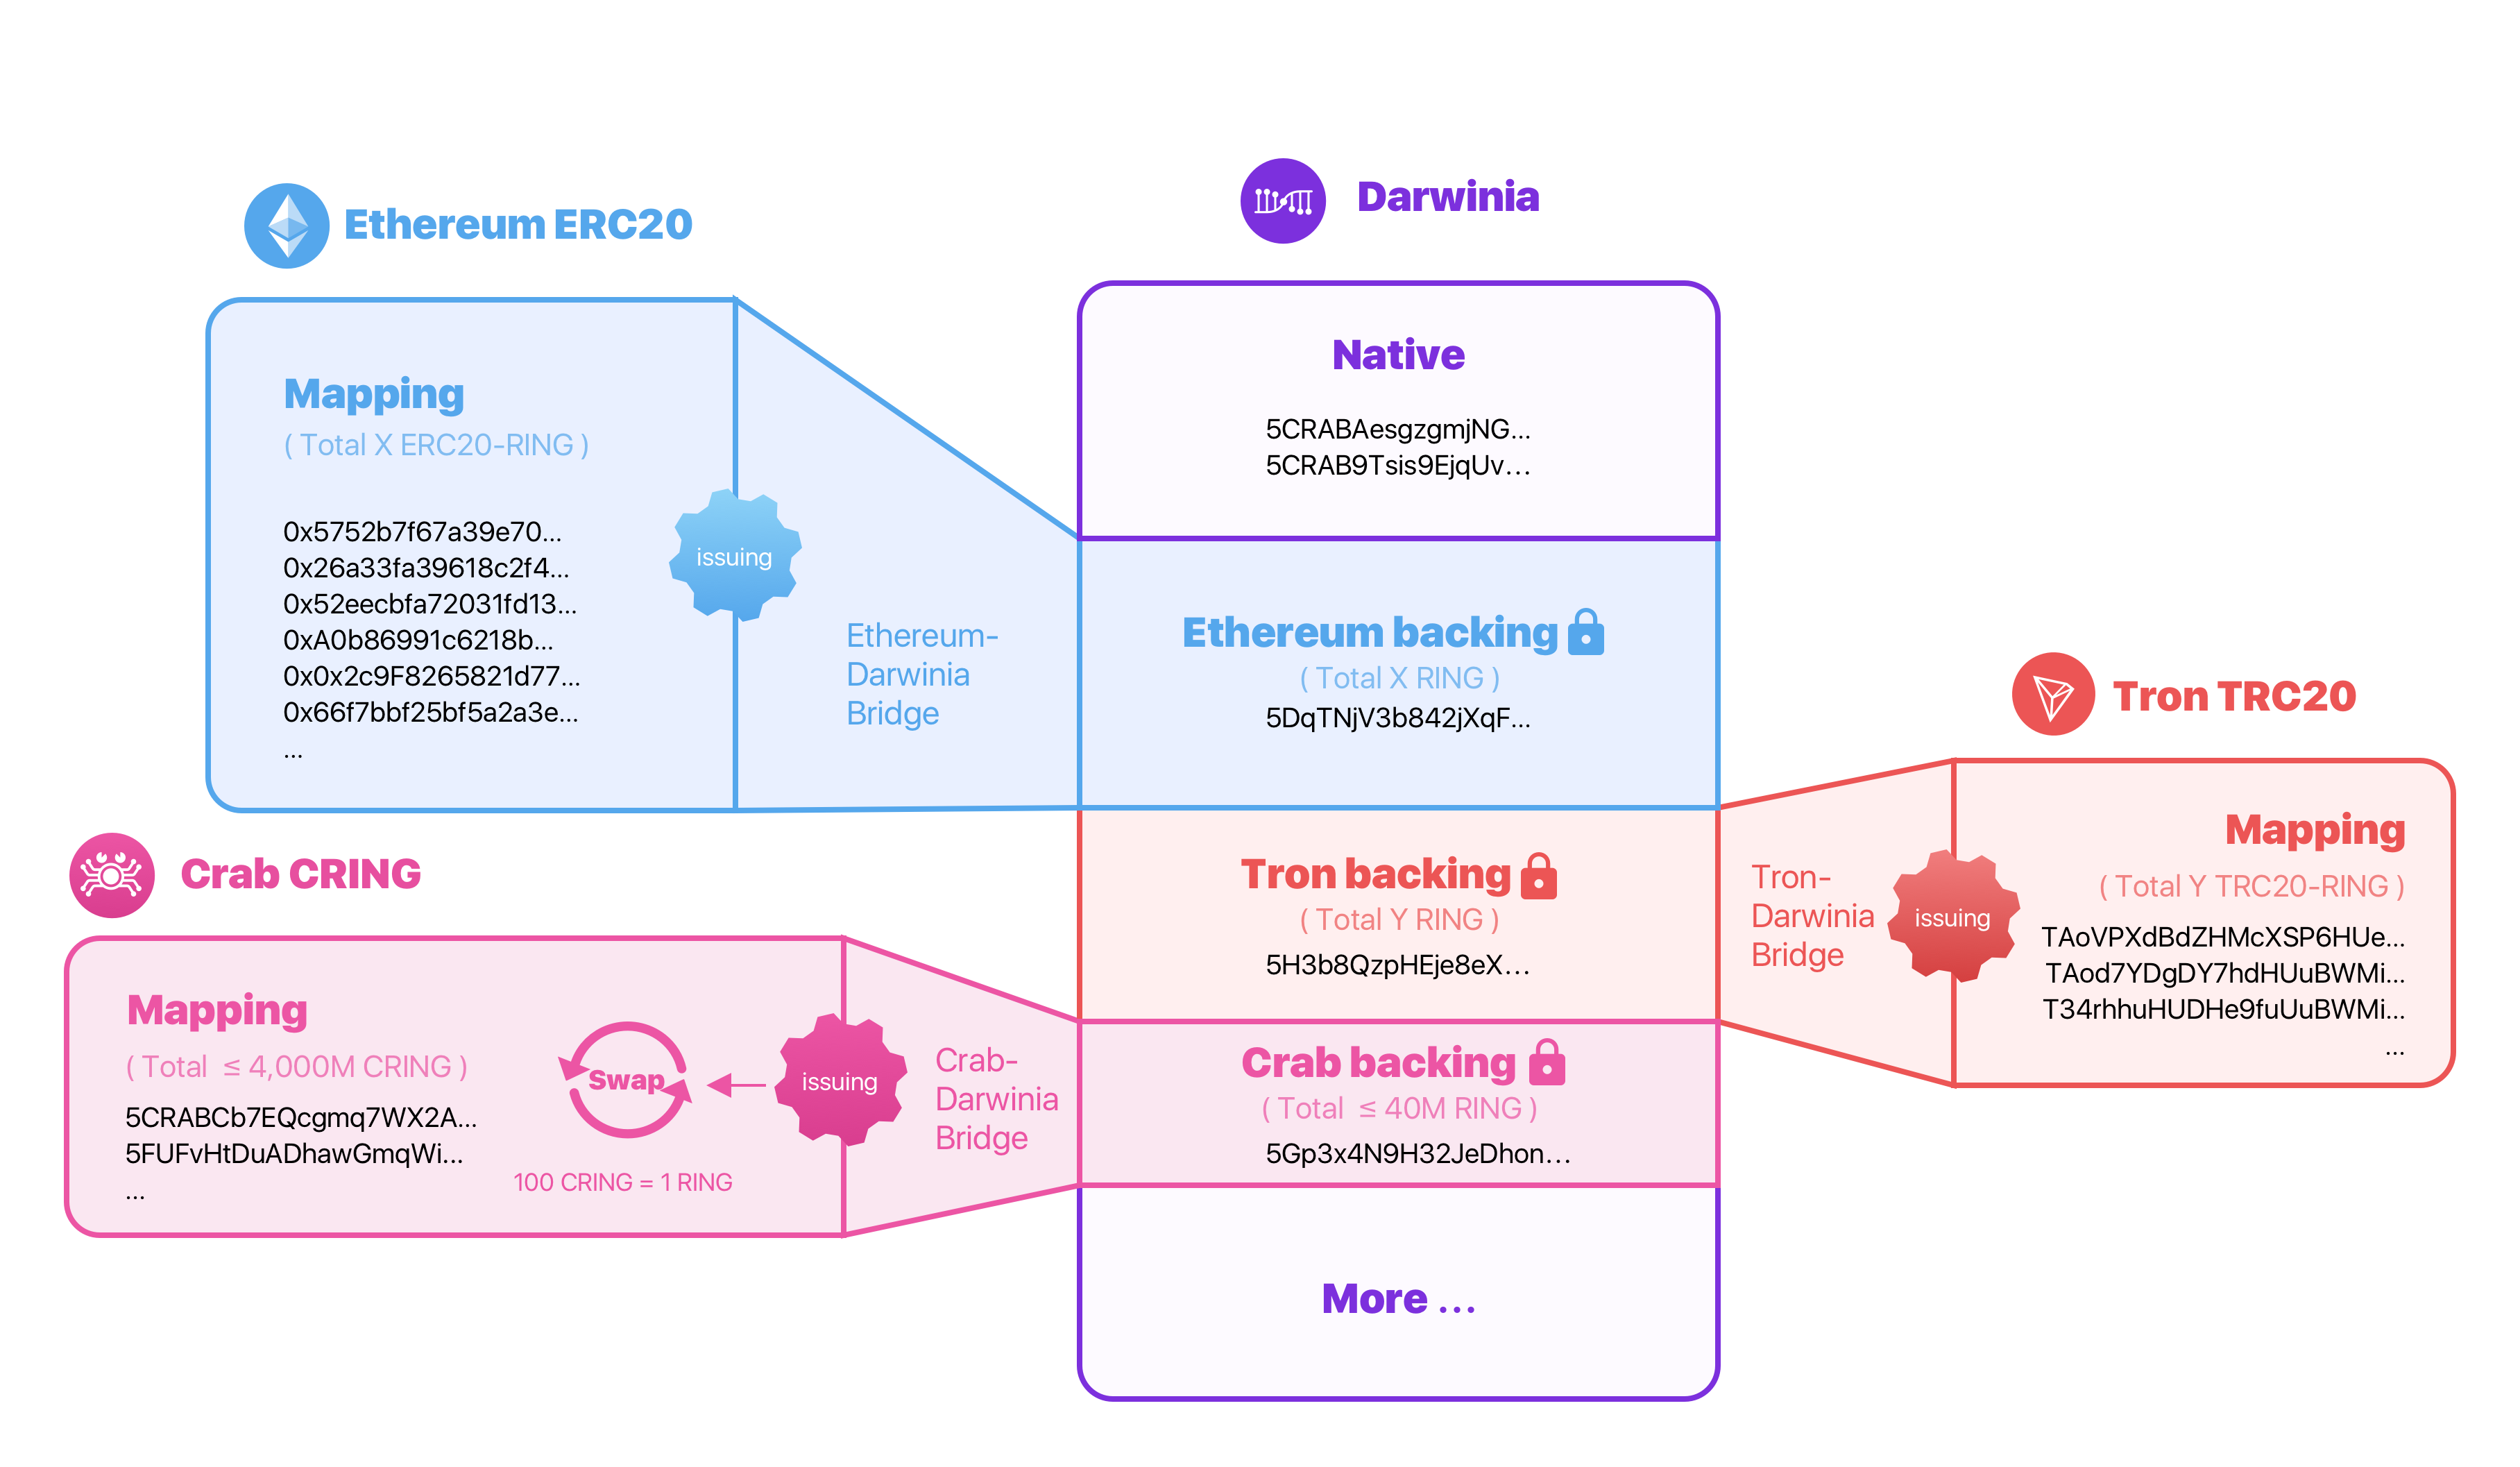 Ethereum ERC20
Mapping
( Total X ERC20-RING )
0x5752b7f67a39e70...
0x26a33fa39618c2f4...
0x52eecbfa72031fd13...
0xA0b86991c6218b...
0x0x2c9F8265821d77...
0x66f7bbf25bf5a2a3e...
...
issuing
Ethereum-
Darwinia
Bridge
Darwinia
Native
5CRABAesgzgmjNG...
5CRAB9Tsis9EjqUv...
Ethereum backing
( Total X RING )
5DqTNjV3b842jXqF...
Tron backing
( Total Y RING )
5H3b8QzpHEje8eX...
Crab backing
( Total ≤ 40M RING )
5Gp3x4N9H32JeDhon...
More ...
Tron TRC20
Tron-
Darwinia
Bridge
issuing
Mapping
( Total Y TRC20-RING )
TAoVPXdBdZHMcXSP6HUe...
TAod7YDgDY7hdHUuBWMi...
T34rhhuHUDHe9fuUuBWMi...
...
Crab CRING
Mapping
( Total ≤ 4,000M CRING )
5CRABCb7EQcgmq7WX2A...
5FUFvHtDuADhawGmqWi...
...
Swap
100 CRING = 1 RING
issuing
Crab-
Darwinia
Bridge